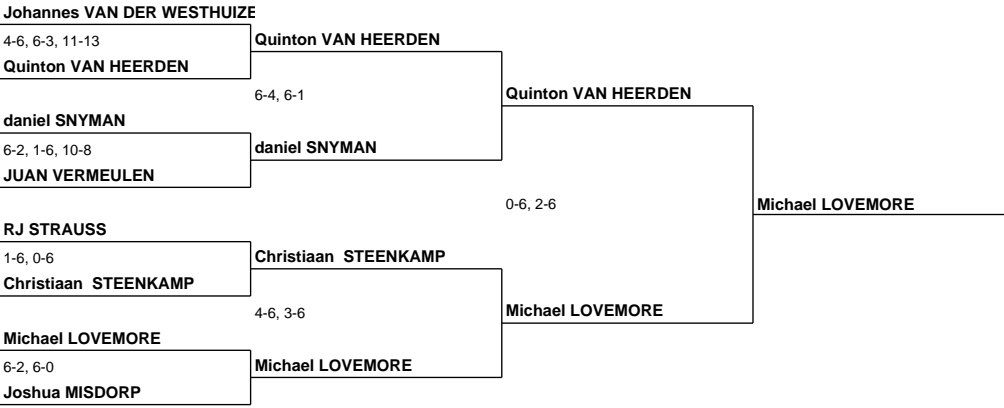 Johannes VAN DER WESTHUIZE
4-6, 6-3, 11-13
Quinton VAN HEERDEN
Quinton VAN HEERDEN
6-4, 6-1
Quinton VAN HEERDEN
daniel SNYMAN
6-2, 1-6, 10-8
daniel SNYMAN
JUAN VERMEULEN
0-6, 2-6
Michael LOVEMORE
RJ STRAUSS
1-6, 0-6
Christiaan STEENKAMP
Christiaan STEENKAMP
4-6, 3-6
Michael LOVEMORE
Michael LOVEMORE
6-2, 6-0
Michael LOVEMORE
Joshua MISDORP